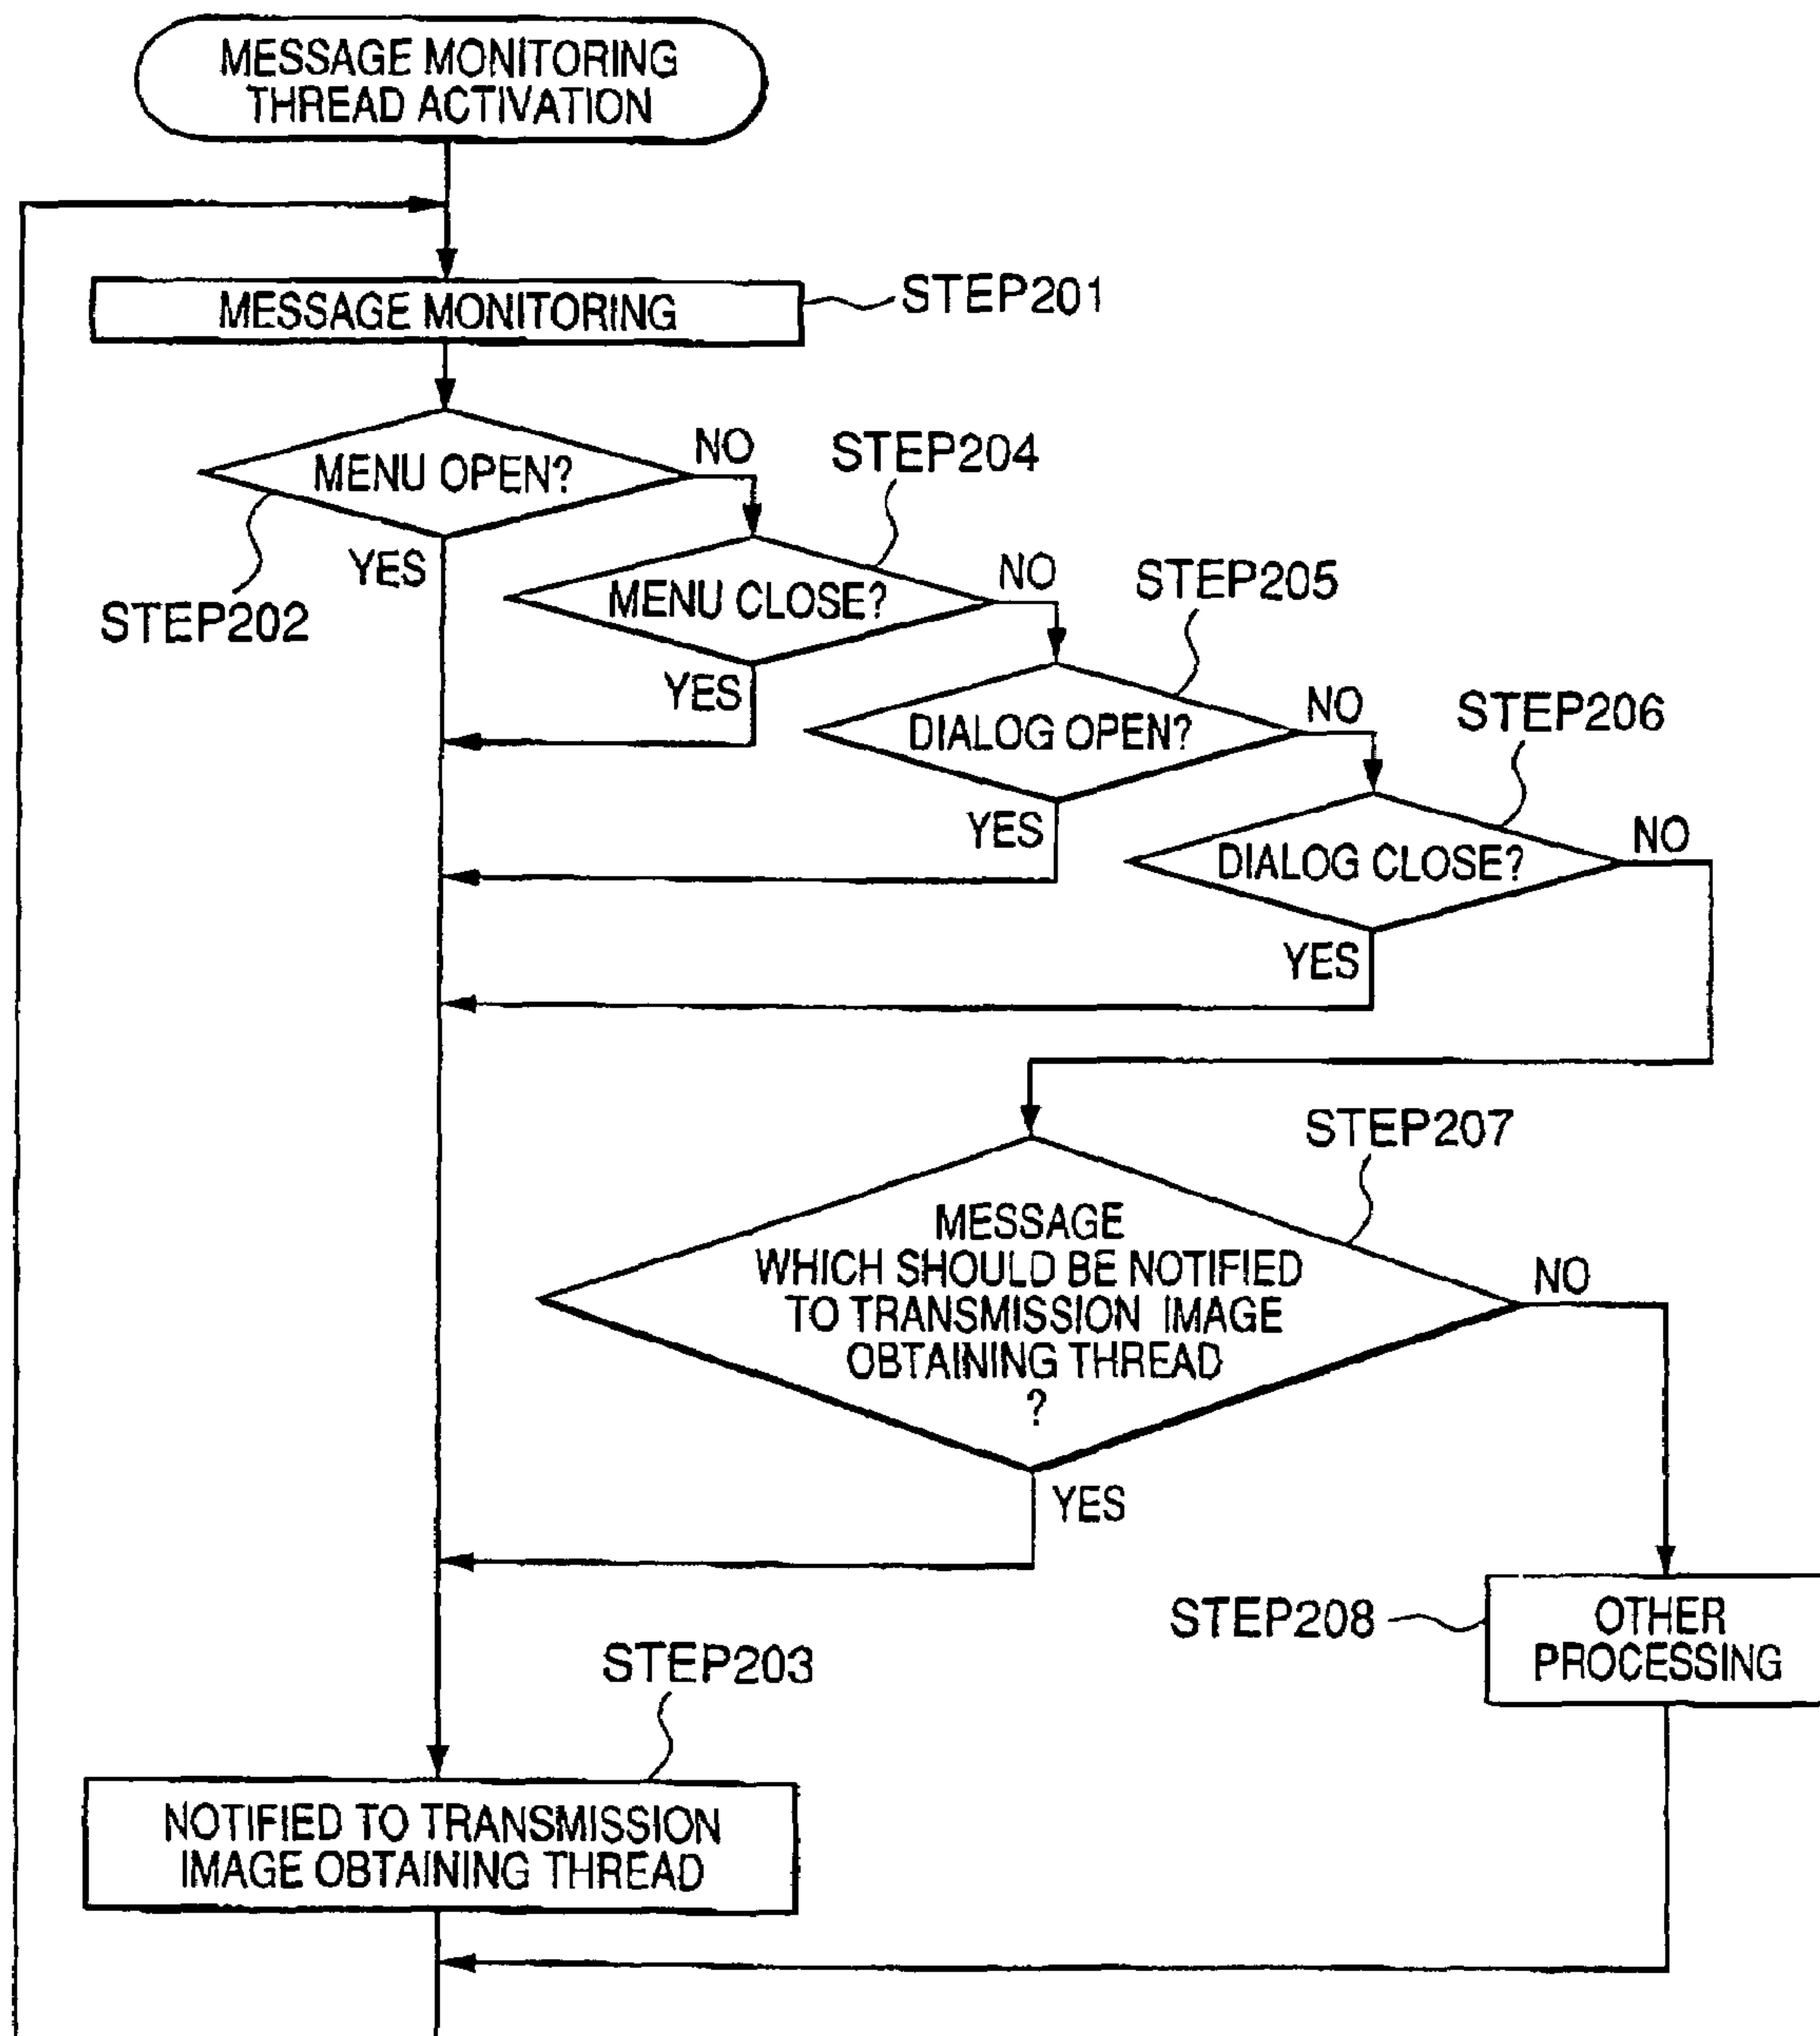 MESSAGE MONITORING
THREAD ACTIVATION
MESSAGE MONITORING
STEP201
MENU OPEN?
NO
YES
STEP202
STEP204
MENU CLOSE?
NO
YES
STEP205
DIALOG OPEN?
NO
YES
STEP206
DIALOG CLOSE?
NO
YES
STEP207
MESSAGE
WHICH SHOULD BE NOTIFIED
TO TRANSMISSION IMAGE
OBTAINING THREAD
?
NO
YES
STEP208
OTHER
PROCESSING
STEP203
NOTIFIED TO TRANSMISSION
IMAGE OBTAINING THREAD